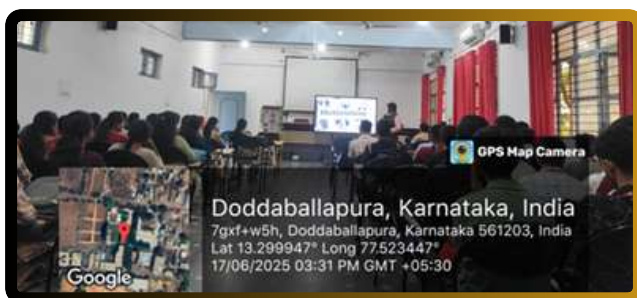 GPS Map Camera
Doddaballapura, Karnataka, India
7gxf+w5h, Doddaballapura, Karnataka 561203, India
Lat 13.299947° Long 77.523447°
17/06/2025 03:31 PM GMT +05:30
Google